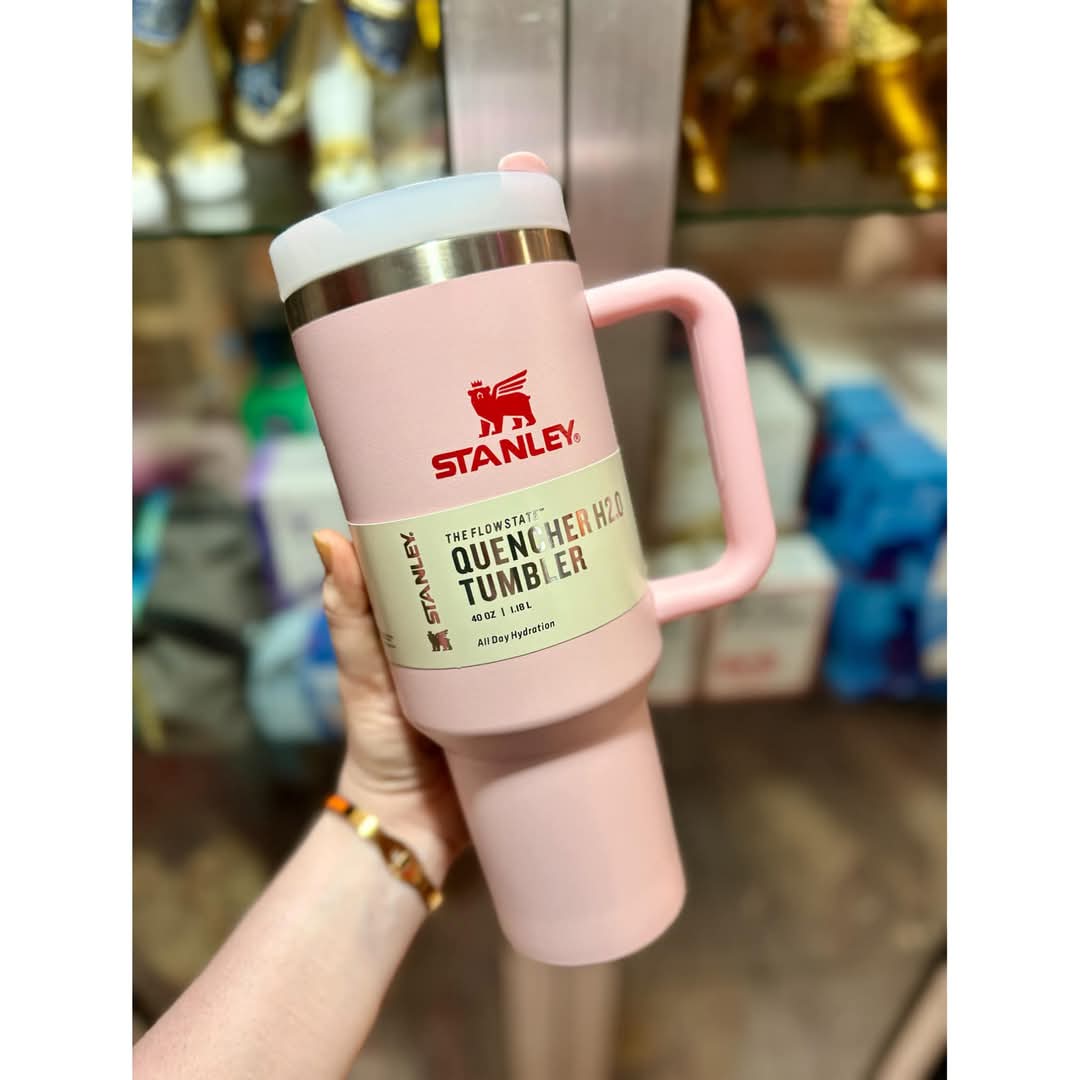 STANLEY®
THE FLOWSTATE™
QUENCHER H2.0
TUMBLER
40 OZ | 1.18 L
All Day Hydration
STANLEY